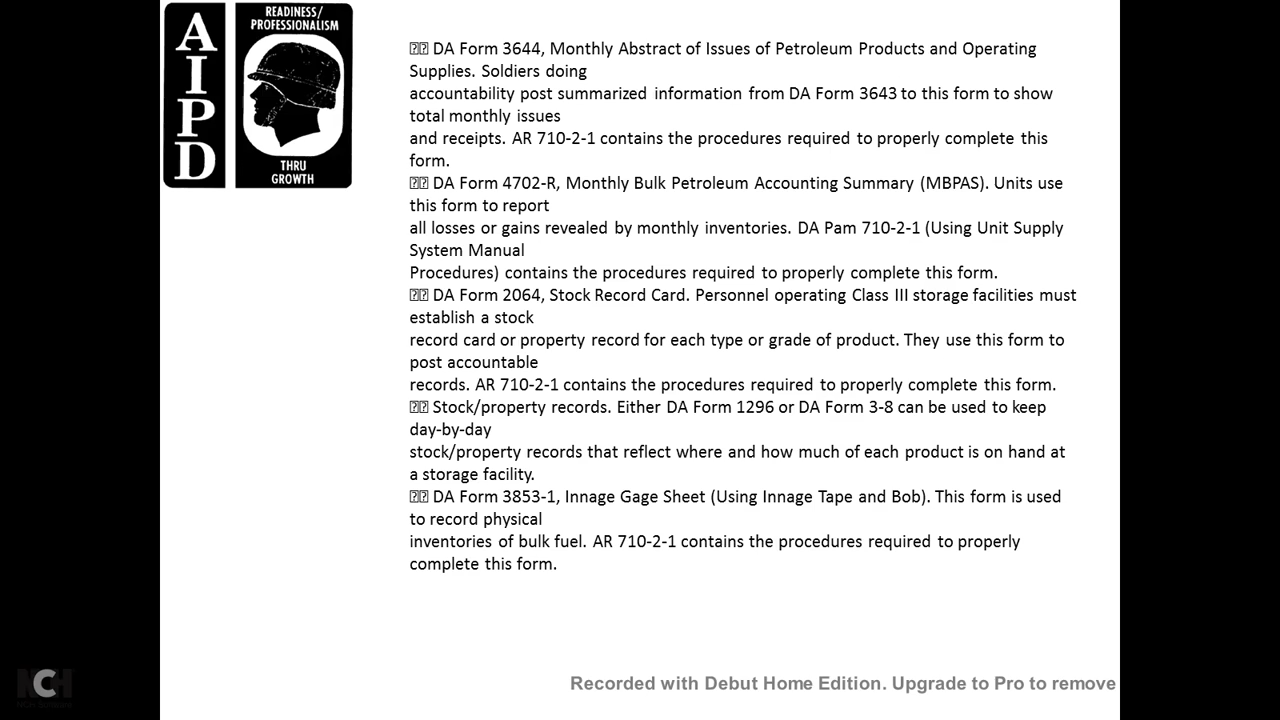 AIPD
READINESS/
PROFESSIONALISM
THRU
GROWTH
DA Form 3644, Monthly Abstract of Issues of Petroleum Products and Operating
Supplies. Soldiers doing
accountability post summarized information from DA Form 3643 to this form to show
total monthly issues
and receipts. AR 710-2-1 contains the procedures required to properly complete this
form.
DA Form 4702-R, Monthly Bulk Petroleum Accounting Summary (MBPAS). Units use
this form to report
all losses or gains revealed by monthly inventories. DA Pam 710-2-1 (Using Unit Supply
System Manual
Procedures) contains the procedures required to properly complete this form.
DA Form 2064, Stock Record Card. Personnel operating Class III storage facilities must
establish a stock
record card or property record for each type or grade of product. They use this form to
post accountable
records. AR 710-2-1 contains the procedures required to properly complete this form.
Stock/property records. Either DA Form 1296 or DA Form 3-8 can be used to keep
day-by-day
stock/property records that reflect where and how much of each product is on hand at
a storage facility.
DA Form 3853-1, Innage Gage Sheet (Using Innage Tape and Bob). This form is used
to record physical
inventories of bulk fuel. AR 710-2-1 contains the procedures required to properly
complete this form.
NCH
Recorded with Debut Home Edition. Upgrade to Pro to remove